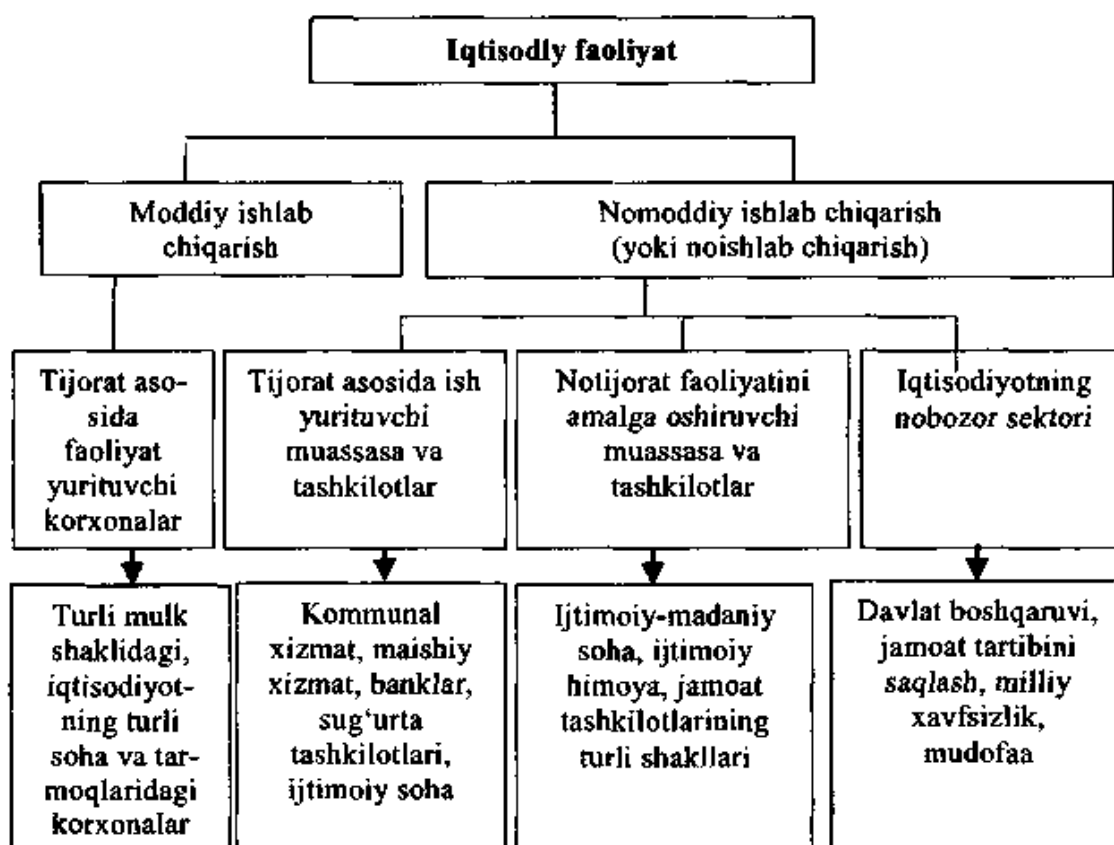 Iqtisodly faoliyat
Moddiy ishlab
chiqarish
Nomoddiy ishlab chiqarish
(yoki noishlab chiqarish)
Tijorat aso-
sida
faoliyat
yurituvchi
korxonalar
Tijorat asosida ish
yurituvchi
muassasa va
tashkilotlar
Notijorat faoliyatini
amalga oshiruvchi
muassasa va
tashkilotlar
Iqtisodiyotning
nobozor sektori
Turli mulk
shaklidagi,
iqtisodiyot-
ning turli
soha va tar-
moqlaridagi
korxonalar
Kommunal
xizmat, maishiy
xizmat, banklar,
sug‘urta
tashkilotlari,
ijtimoiy soha
Ijtimoiy-madaniy
soha, ijtimoiy
himoya, jamoat
tashkilotlarining
turli shakllari
Davlat boshqaruvi,
jamoat tartibini
saqlash, milliy
xavfsizlik,
mudofaa